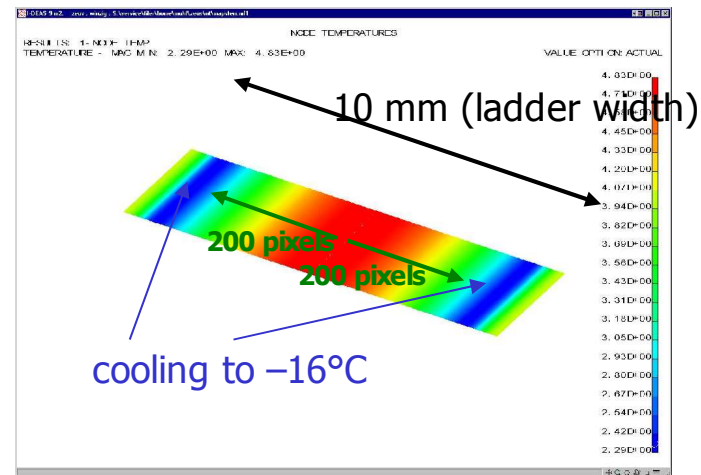 NODE TEMPERATURES
RESULTS: 1- NODE TEMP
TEMPERATURE - MAG MIN: 2.29E+00 MAX: 4.83E+00
VALUE OPTION: ACTUAL
4.83D+00
4.71D+00
10 mm (ladder width)
4.58D+00
4.45D+00
4.33D+00
4.20D+00
4.07D+00
3.94D+00
3.82D+00
3.69D+00
200 pixels
3.56D+00
200 pixels
3.43D+00
3.31D+00
3.18D+00
3.05D+00
2.93D+00
cooling to –16°C
2.80D+00
2.67D+00
2.54D+00
2.42D+00
2.29D+00